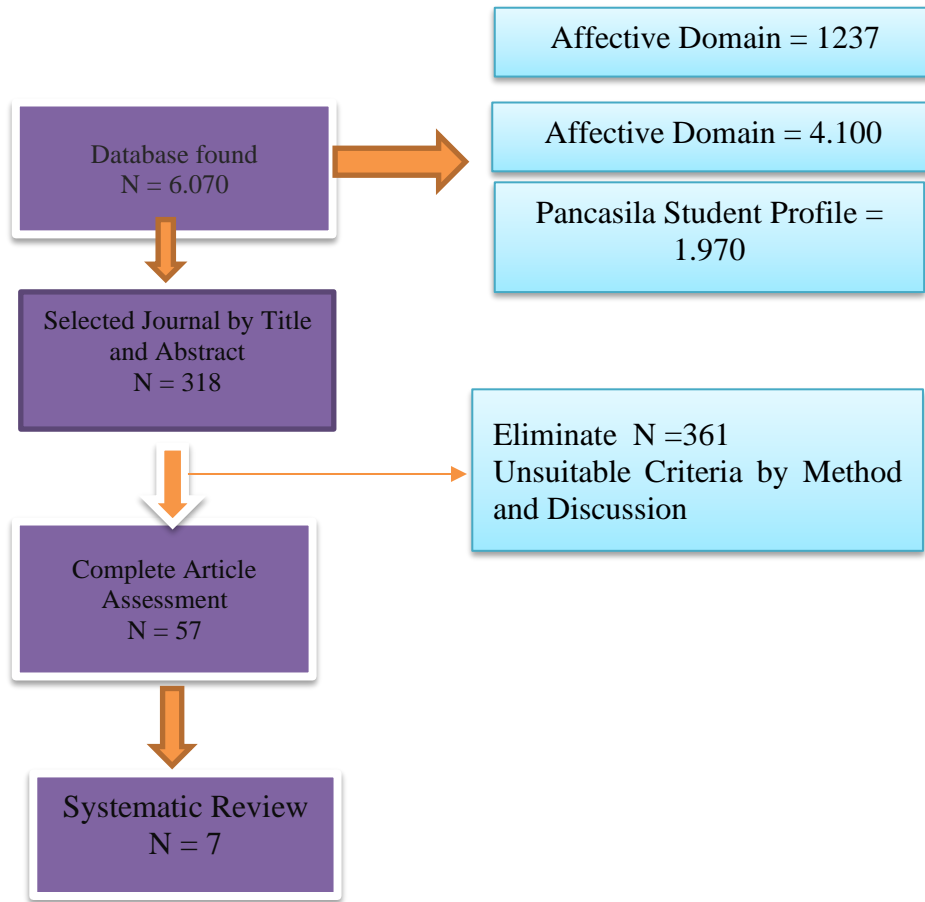 Affective Domain = 1237
Database found
N = 6.070
Affective Domain = 4.100
Pancasila Student Profile =
1.970
Selected Journal by Title
and Abstract
N = 318
Eliminate N =361
Unsuitable Criteria by Method
and Discussion
Complete Article
Assessment
N = 57
Systematic Review
N = 7